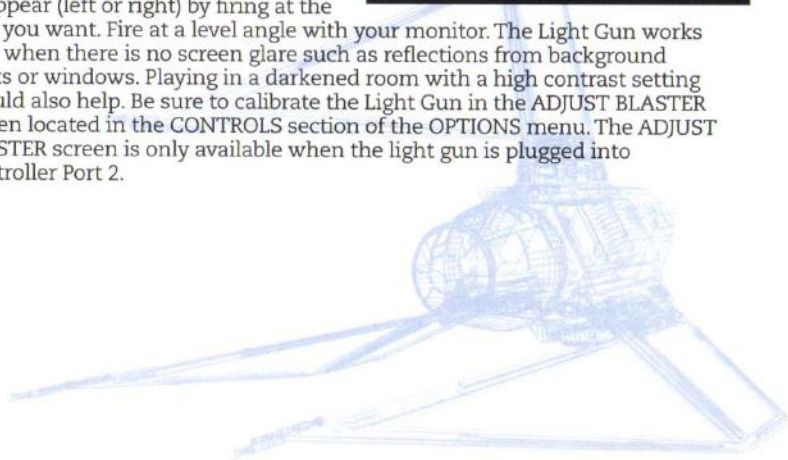 ppear (left or right) by firing at the
you want. Fire at a level angle with your monitor. The Light Gun works
when there is no screen glare such as reflections from background
s or windows. Playing in a darkened room with a high contrast setting
uld also help. Be sure to calibrate the Light Gun in the ADJUST BLASTER
en located in the CONTROLS section of the OPTIONS menu. The ADJUST
STER screen is only available when the light gun is plugged into
troller Port 2.